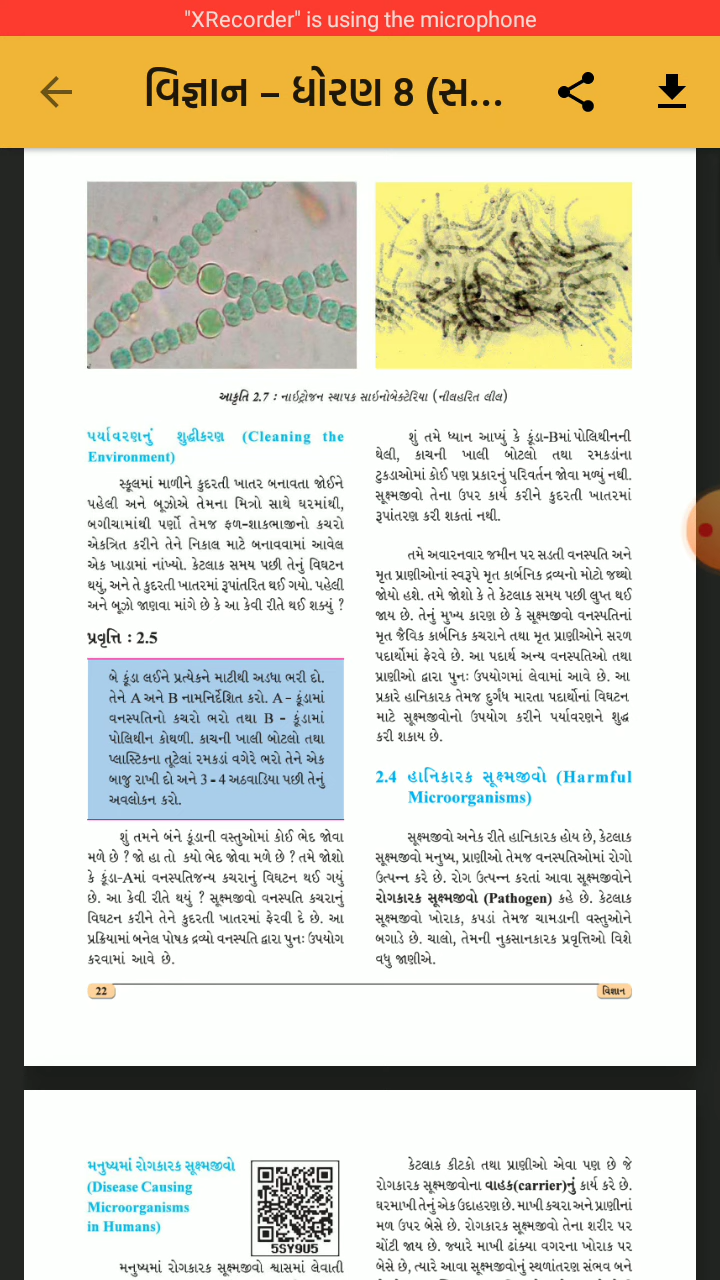 "XRecorder" is using the microphone
વિજ્ઞાન – ધોરણ 8 (સ...
આકૃતિ 2.7 : નાઇટ્રોજન સ્થાપક સાઇનોબેક્ટેરિયા (નીલહરિત લીલ)
પર્યાવરણનું શુદ્ધીકરણ (Cleaning the
Environment)
સ્કૂલમાં માળીને કુદરતી ખાતર બનાવતા જોઈને
પહેલી અને બૂઝોએ તેમના મિત્રો સાથે ઘરમાંથી,
બગીચામાંથી પર્ણો તેમજ ફળ-શાકભાજીનો કચરો
એકત્રિત કરીને તેને નિકાલ માટે બનાવવામાં આવેલ
એક ખાડામાં નાંખ્યો. કેટલાક સમય પછી તેનું વિઘટન
થયું, અને તે કુદરતી ખાતરમાં રૂપાંતરિત થઈ ગયો. પહેલી
અને બૂઝો જાણવા માંગે છે કે આ કેવી રીતે થઈ શક્યું ?
પ્રવૃત્તિ : 2.5
બે કૂંડા લઈને પ્રત્યેકને માટીથી અડધા ભરી દો.
તેને A અને B નામનિર્દેશિત કરો. A - કૂંડામાં
વનસ્પતિનો કચરો ભરો તથા B - કૂંડામાં
પોલિથીન કોથળી. કાચની ખાલી બોટલો તથા
પ્લાસ્ટિકના તૂટેલાં રમકડાં વગેરે ભરો તેને એક
બાજુ રાખી દો અને 3 - 4 અઠવાડિયા પછી તેનું
અવલોકન કરો.
શું તમને બંને કૂંડાની વસ્તુઓમાં કોઈ ભેદ જોવા
મળે છે ? જો હા તો કયો ભેદ જોવા મળે છે ? તમે જોશો
કે કૂંડા-Aમાં વનસ્પતિજન્ય કચરાનું વિઘટન થઈ ગયું
છે. આ કેવી રીતે થયું ? સૂક્ષ્મજીવો વનસ્પતિ કચરાનું
વિઘટન કરીને તેને કુદરતી ખાતરમાં ફેરવી દે છે. આ
પ્રક્રિયામાં બનેલ પોષક દ્રવ્યો વનસ્પતિ દ્વારા પુનઃ ઉપયોગ
કરવામાં આવે છે.
શું તમે ધ્યાન આપ્યું કે કૂંડા-Bમાં પોલિથીનની
થેલી, કાચની ખાલી બોટલો તથા રમકડાંના
ટુકડાઓમાં કોઈ પણ પ્રકારનું પરિવર્તન જોવા મળ્યું નથી.
સૂક્ષ્મજીવો તેના ઉપર કાર્ય કરીને કુદરતી ખાતરમાં
રૂપાંતરણ કરી શકતાં નથી.
તમે અવારનવાર જમીન પર સડતી વનસ્પતિ અને
મૃત પ્રાણીઓનાં સ્વરૂપે મૃત કાર્બનિક દ્રવ્યનો મોટો જથ્થો
જોયો હશે. તમે જોશો કે તે કેટલાક સમય પછી લુપ્ત થઈ
જાય છે. તેનું મુખ્ય કારણ છે કે સૂક્ષ્મજીવો વનસ્પતિનાં
મૃત જૈવિક કાર્બનિક કચરાને તથા મૃત પ્રાણીઓને સરળ
પદાર્થોમાં ફેરવે છે. આ પદાર્થ અન્ય વનસ્પતિઓ તથા
પ્રાણીઓ દ્વારા પુનઃ ઉપયોગમાં લેવામાં આવે છે. આ
પ્રકારે હાનિકારક તેમજ દુર્ગંધ મારતા પદાર્થોનાં વિઘટન
માટે સૂક્ષ્મજીવોનો ઉપયોગ કરીને પર્યાવરણને શુદ્ધ
કરી શકાય છે.
2.4 હાનિકારક સૂક્ષ્મજીવો (Harmful
Microorganisms)
સૂક્ષ્મજીવો અનેક રીતે હાનિકારક હોય છે, કેટલાક
સૂક્ષ્મજીવો મનુષ્ય, પ્રાણીઓ તેમજ વનસ્પતિઓમાં રોગો
ઉત્પન્ન કરે છે. રોગ ઉત્પન્ન કરતાં આવા સૂક્ષ્મજીવોને
રોગકારક સૂક્ષ્મજીવો (Pathogen) કહે છે. કેટલાક
સૂક્ષ્મજીવો ખોરાક, કપડાં તેમજ ચામડાની વસ્તુઓને
બગાડે છે. ચાલો, તેમની નુક્સાનકારક પ્રવૃત્તિઓ વિશે
વધુ જાણીએ.
22
વિજ્ઞાન
મનુષ્યમાં રોગકારક સૂક્ષ્મજીવો
(Disease Causing
Microorganisms
in Humans)
5SY9U5
મનુષ્યમાં રોગકારક સૂક્ષ્મજીવો શ્વાસમાં લેવાતી
કેટલાક કીટકો તથા પ્રાણીઓ એવા પણ છે જે
રોગકારક સૂક્ષ્મજીવોના વાહક(carrier)નું કાર્ય કરે છે.
ઘરમાખી તેનું એક ઉદાહરણ છે. માખી કચરા અને પ્રાણીનાં
મળ ઉપર બેસે છે. રોગકારક સૂક્ષ્મજીવો તેના શરીર પર
ચોંટી જાય છે. જ્યારે માખી ઢાંક્યા વગરના ખોરાક પર
બેસે છે, ત્યારે આવા સૂક્ષ્મજીવોનું સ્થળાંતરણ સંભવ બને